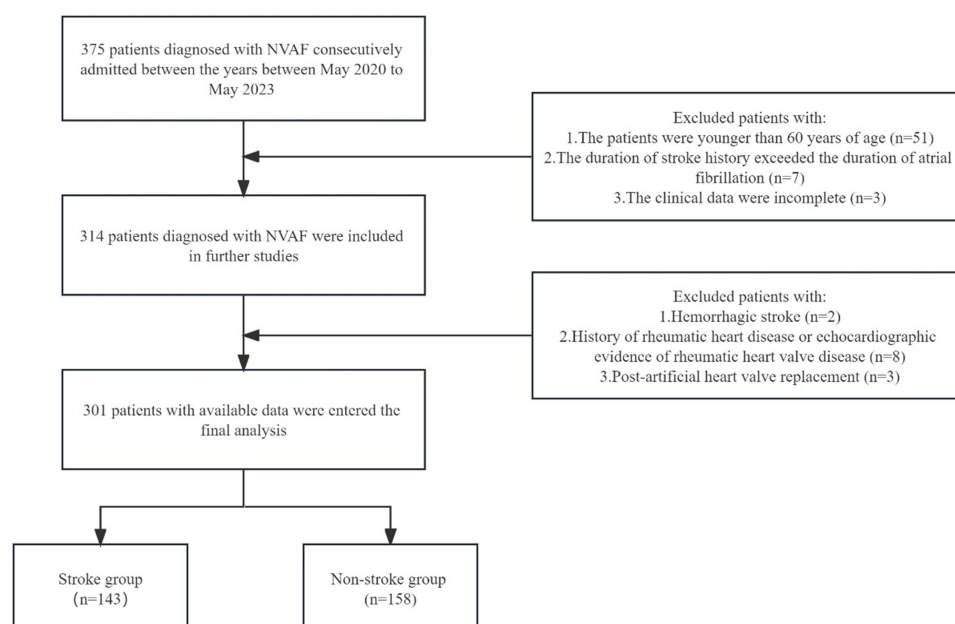 375 patients diagnosed with NVAF consecutively
admitted between the years between May 2020 to
May 2023
Excluded patients with:
1.The patients were younger than 60 years of age (n=51)
2.The duration of stroke history exceeded the duration of atrial
fibrillation (n=7)
3.The clinical data were incomplete (n=3)
314 patients diagnosed with NVAF were included
in further studies
Excluded patients with:
1.Hemorrhagic stroke (n=2)
2.History of rheumatic heart disease or echocardiographic
evidence of rheumatic heart valve disease (n=8)
3.Post-artificial heart valve replacement (n=3)
301 patients with available data were entered the
final analysis
Stroke group
(n=143)
Non-stroke group
(n=158)